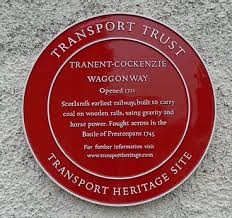 TRANSPORT TRUST
TRANENT-COCKENZIE
WAGGONWAY
Opened 1722
Scotland's earliest railway, built to carry
coal on wooden rails, using gravity and
horse power. Fought across in the
Battle of Prestonpans 1745
For further information visit
www.transportheritage.com
TRANSPORT HERITAGE SITE